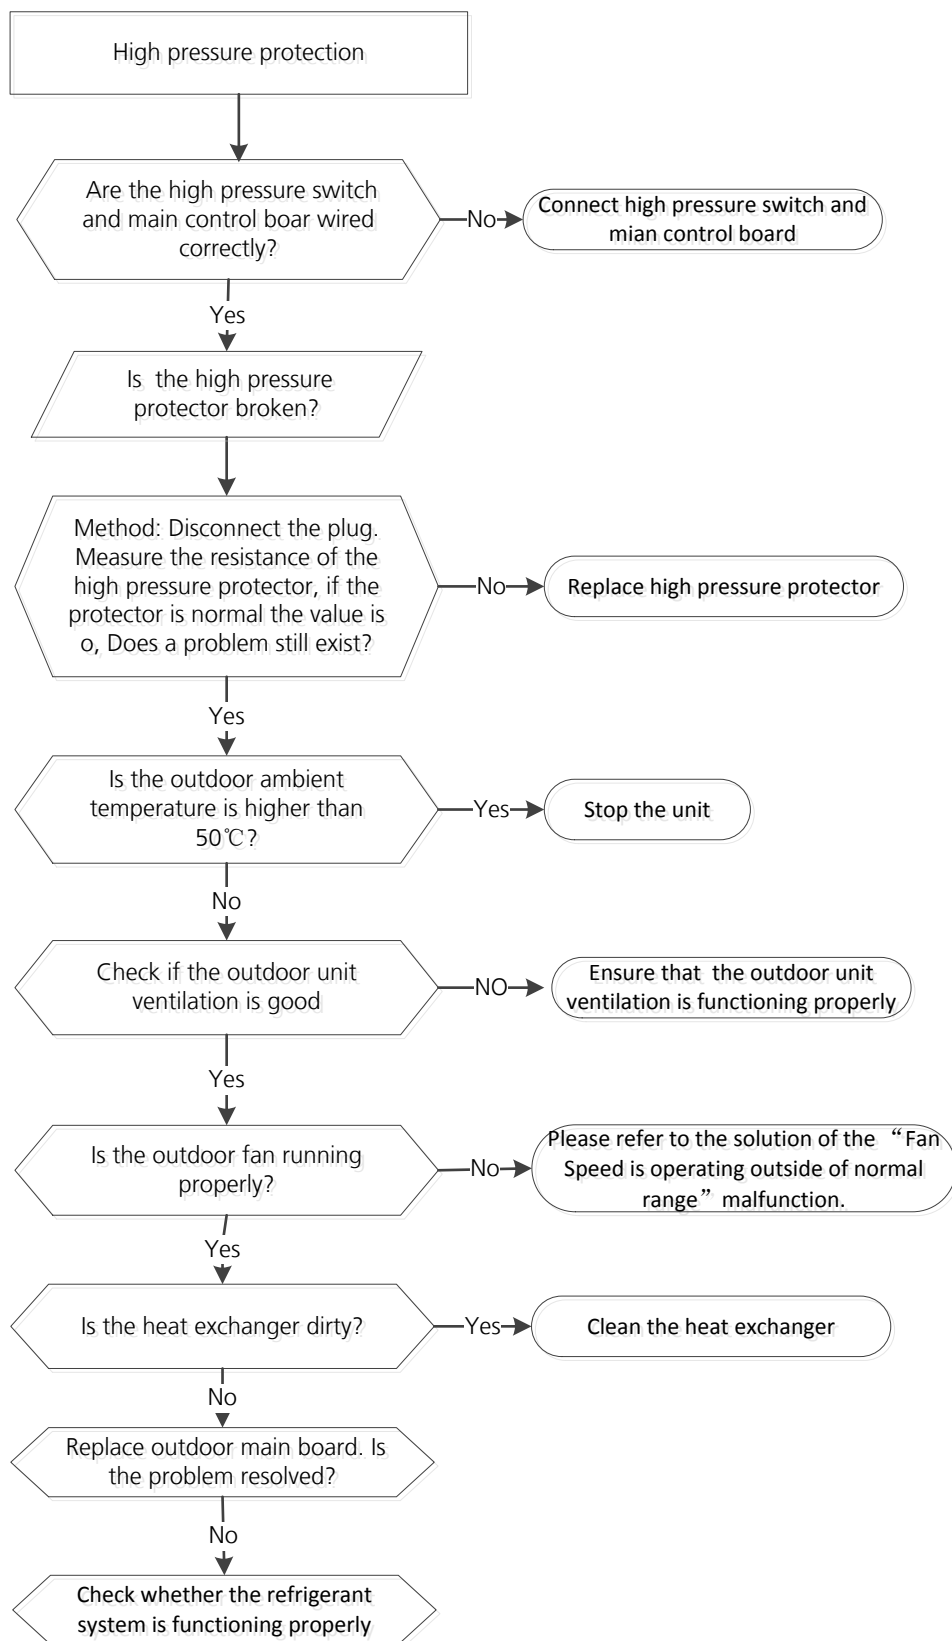 High pressure protection
Are the high pressure switch
and main control boar wired
correctly?
No
Connect high pressure switch and
mian control board
Yes
Is the high pressure
protector broken?
Method: Disconnect the plug.
Measure the resistance of the
high pressure protector, if the
protector is normal the value is
o, Does a problem still exist?
No
Replace high pressure protector
Yes
Is the outdoor ambient
temperature is higher than
50℃?
Yes
Stop the unit
No
Check if the outdoor unit
ventilation is good
NO
Ensure that the outdoor unit
ventilation is functioning properly
Yes
Is the outdoor fan running
properly?
No
Please refer to the solution of the “Fan
Speed is operating outside of normal
range” malfunction.
Yes
Is the heat exchanger dirty?
Yes
Clean the heat exchanger
No
Replace outdoor main board. Is
the problem resolved?
No
Check whether the refrigerant
system is functioning properly